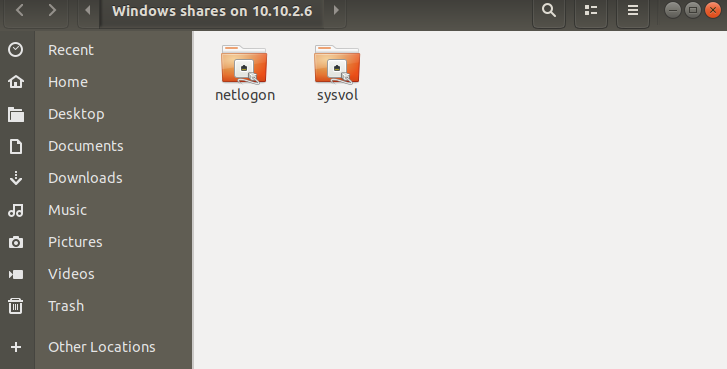 Windows shares on 10.10.2.6
Recent
Home
Desktop
Documents
Downloads
Music
Pictures
Videos
Trash
Other Locations
netlogon
sysvol